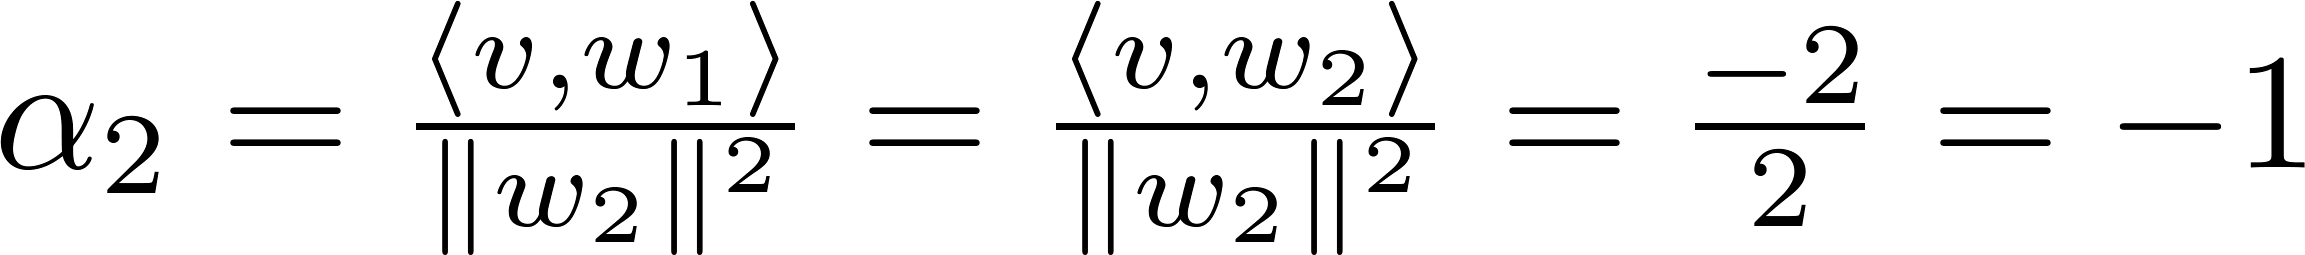 α₂ = ⟨v,w₁⟩/‖w₂‖² = ⟨v,w₂⟩/‖w₂‖² = −2/2 = −1